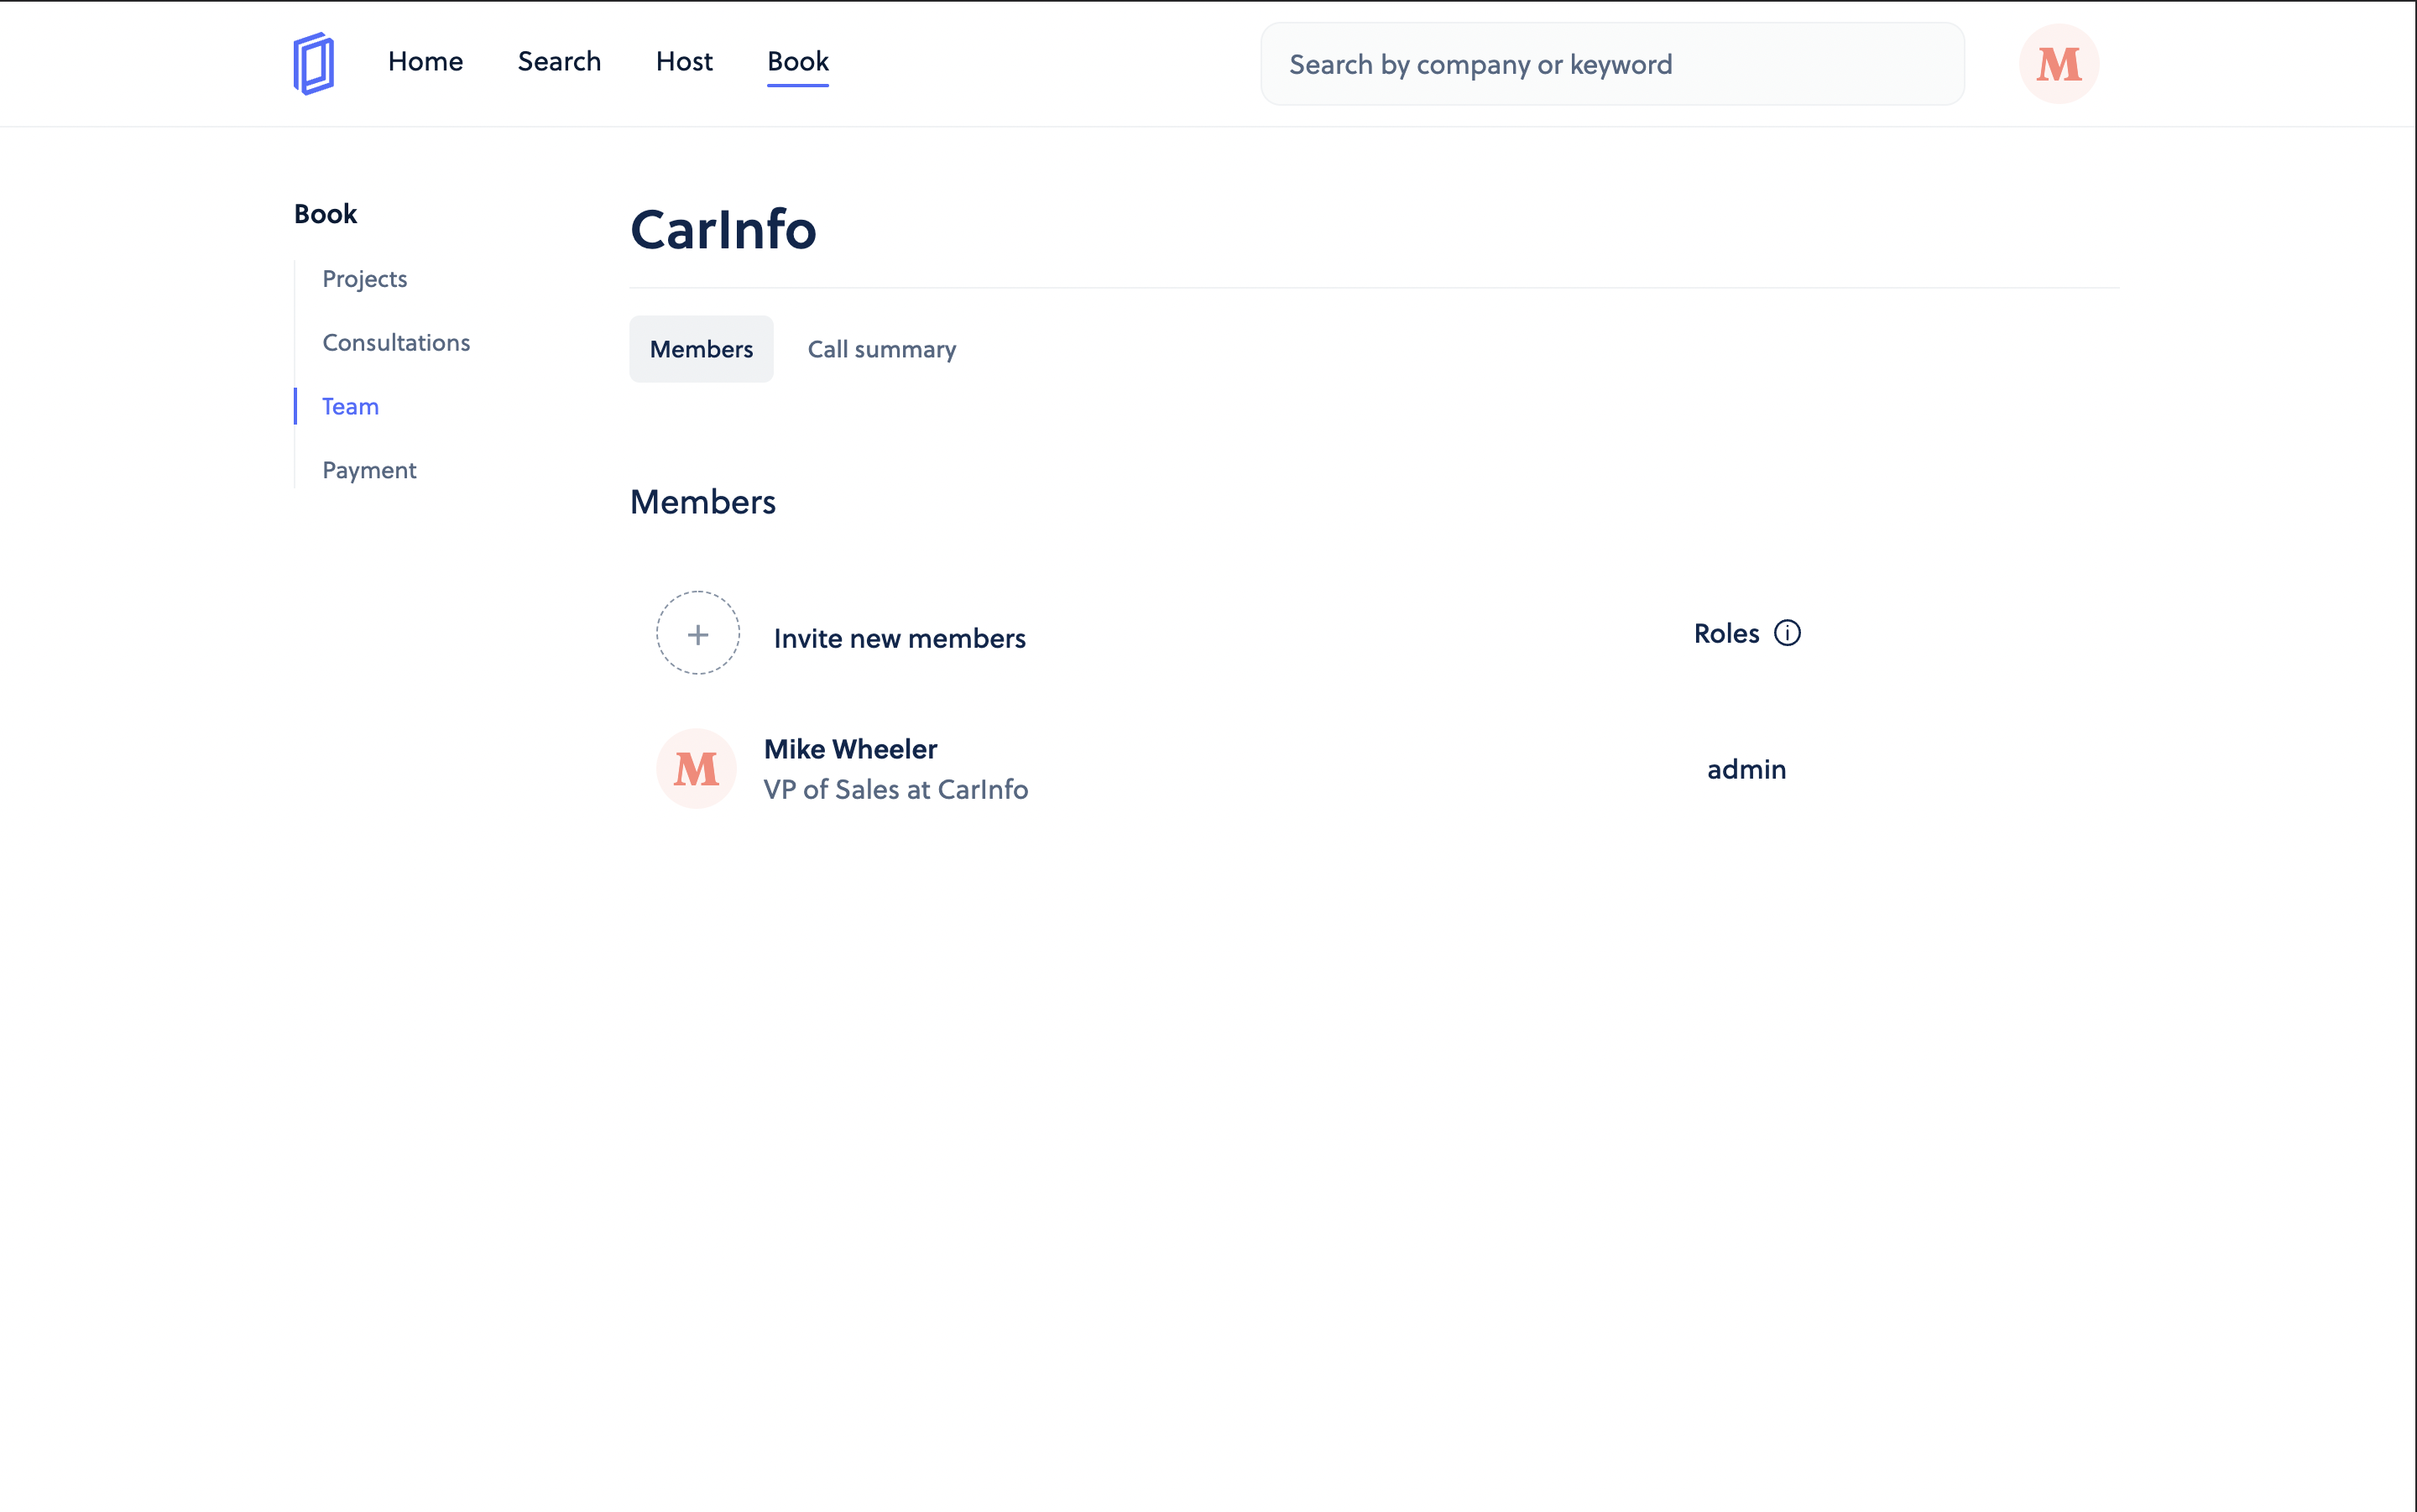 Home
Search
Host
Book
Search by company or keyword
M
Book
Projects
Consultations
Team
Payment
CarInfo
Members
Call summary
Members
+
Invite new members
Roles
M
Mike Wheeler
VP of Sales at CarInfo
admin